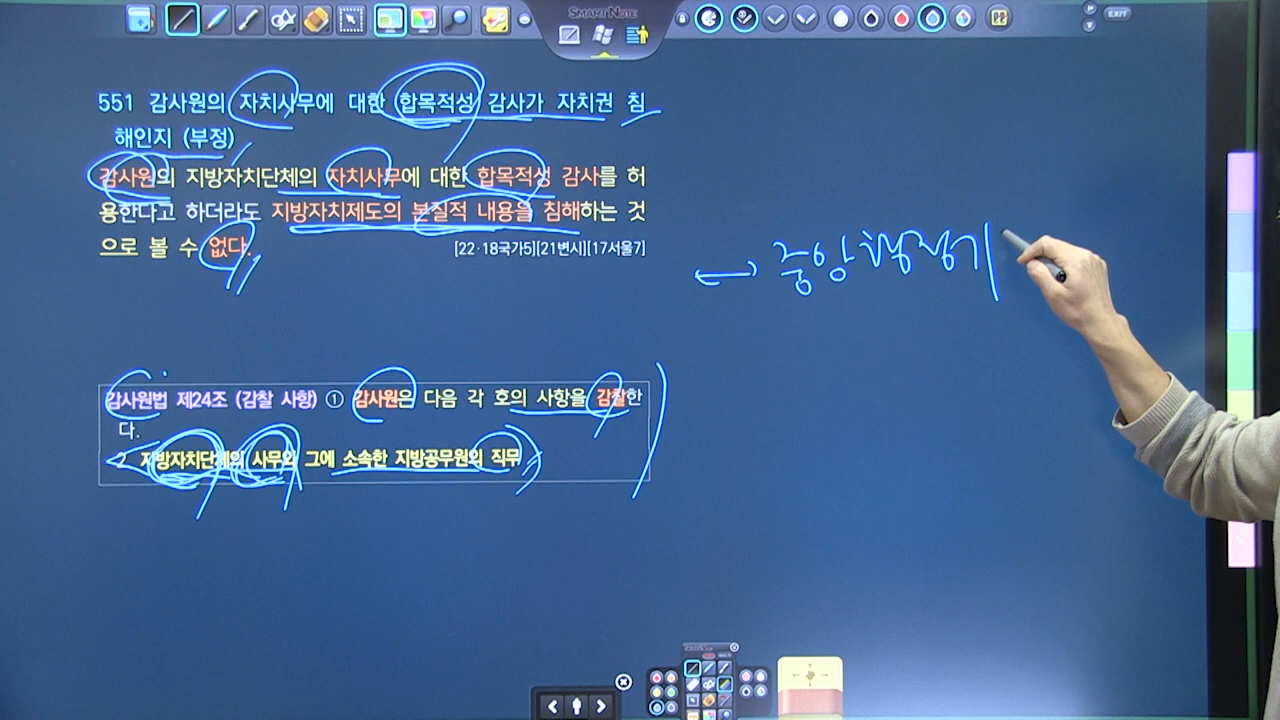 SMARTNOTE
EXIT
551 감사원의 자치사무에 대한 합목적성 감사가 자치권 침
해인지 (부정)
감사원의 지방자치단체의 자치사무에 대한 합목적성 감사를 허
용한다고 하더라도 지방자치제도의 본질적 내용을 침해하는 것
으로 볼 수 없다.
[22·18국가5][21변시][17서울7]
↔ 중앙행정기
감사원법 제24조 (감찰 사항) ① 감사원은 다음 각 호의 사항을 감찰한
다.
2. 지방자치단체의 사무와 그에 소속한 지방공무원의 직무